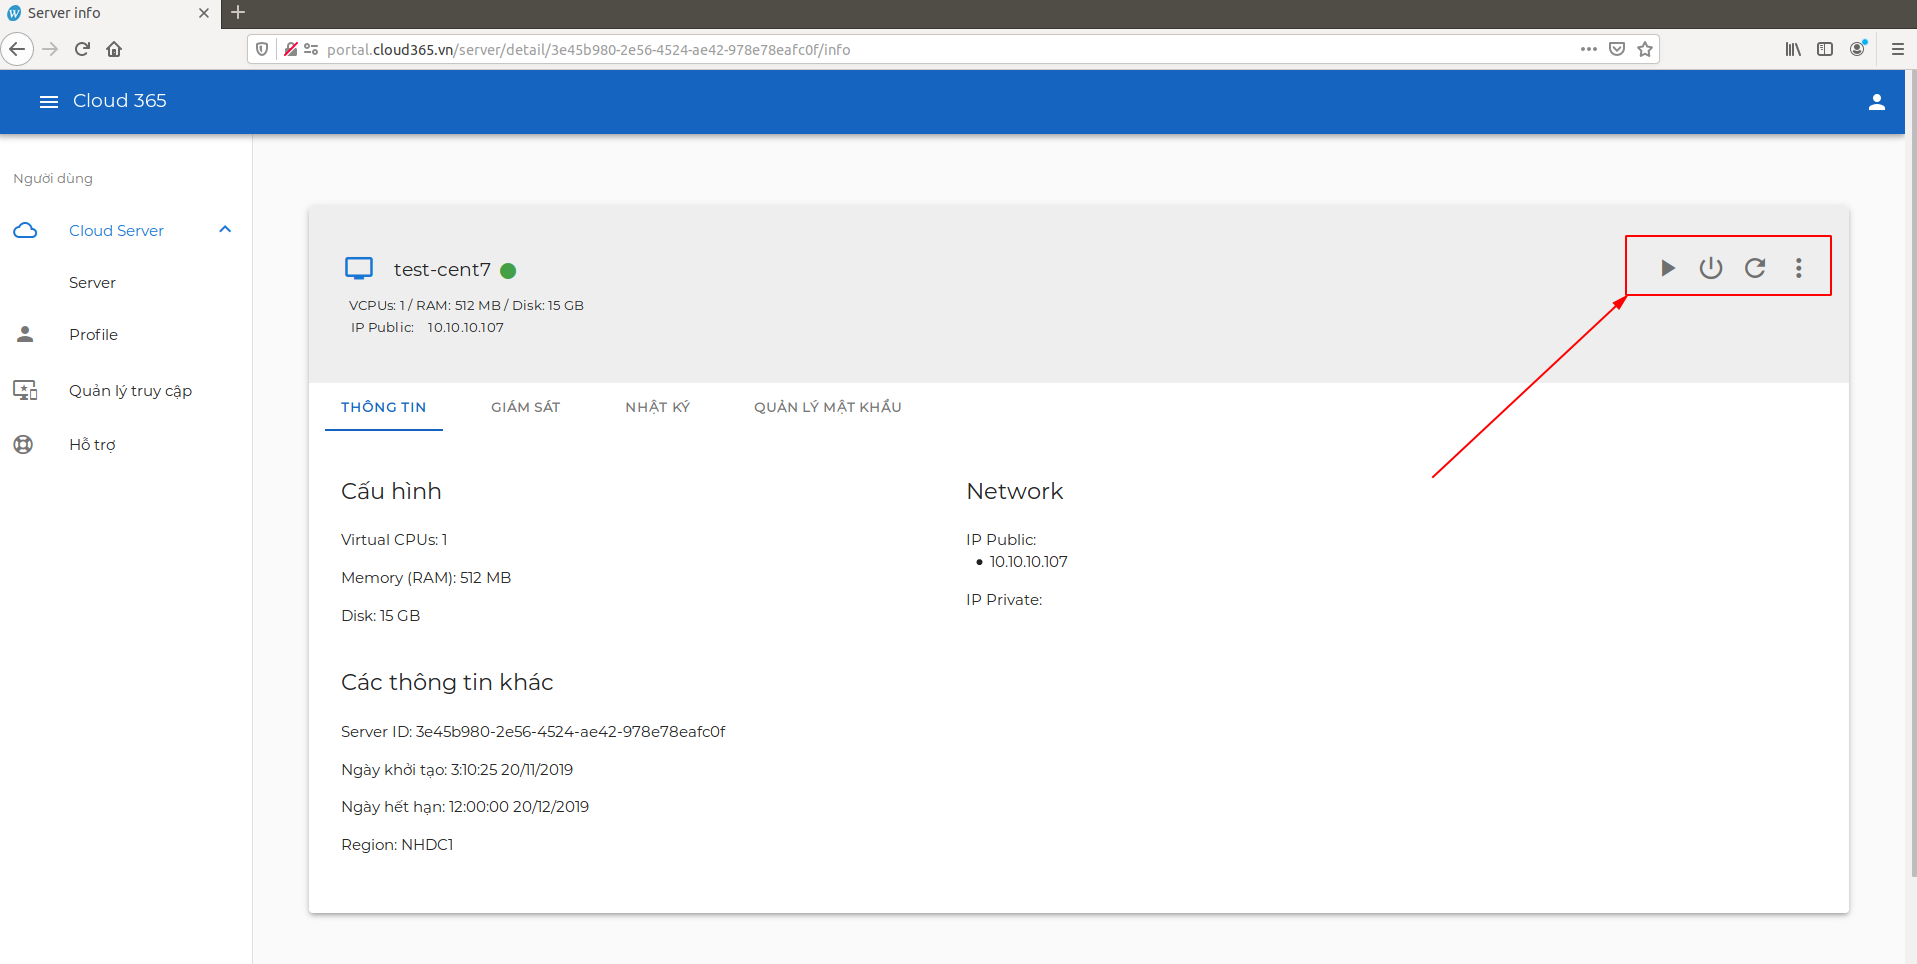 Server info
portal.cloud365.vn/server/detail/3e45b980-2e56-4524-ae42-978e78eafc0f/info
Cloud 365
Người dùng
Cloud Server
Server
Profile
Quản lý truy cập
Hỗ trợ
test-cent7
VCPUs: 1 / RAM: 512 MB / Disk: 15 GB
IP Public: 10.10.10.107
THÔNG TIN GIÁM SÁT NHẬT KÝ QUẢN LÝ MẬT KHẨU
Cấu hình
Virtual CPUs: 1
Memory (RAM): 512 MB
Disk: 15 GB
Network
IP Public:
10.10.10.107
IP Private:
Các thông tin khác
Server ID: 3e45b980-2e56-4524-ae42-978e78eafc0f
Ngày khởi tạo: 3:10:25 20/11/2019
Ngày hết hạn: 12:00:00 20/12/2019
Region: NHDC1